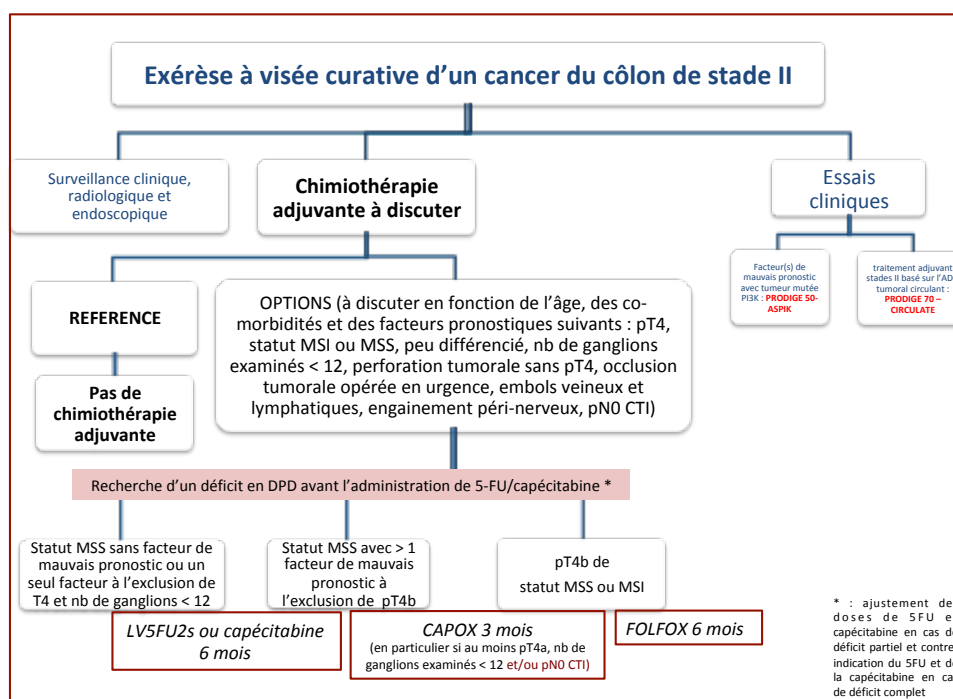 Exérèse à visée curative d'un cancer du côlon de stade II
Surveillance clinique,
radiologique et
endoscopique
Chimiothérapie
adjuvante à discuter
Essais
cliniques
Facteur(s) de
mauvais pronostic
avec tumeur mutée
PI3K : PRODIGE 50-
ASPIK
traitement adjuvant
stades II basé sur l'AD
tumoral circulant :
PRODIGE 70 –
CIRCULATE
REFERENCE
Pas de
chimiothérapie
adjuvante
OPTIONS (à discuter en fonction de l'âge, des co-
morbidités et des facteurs pronostiques suivants : pT4,
statut MSI ou MSS, peu différencié, nb de ganglions
examinés < 12, perforation tumorale sans pT4, occlusion
tumorale opérée en urgence, embols veineux et
lymphatiques, engainement péri-nerveux, pN0 CTI)
Recherche d'un déficit en DPD avant l'administration de 5-FU/capécitabine *
Statut MSS sans facteur de
mauvais pronostic ou un
seul facteur à l'exclusion de
T4 et nb de ganglions < 12
Statut MSS avec > 1
facteur de mauvais
pronostic à
l'exclusion de pT4b
pT4b de
statut MSS ou MSI
LV5FU2s ou capécitabine
6 mois
CAPOX 3 mois
(en particulier si au moins pT4a, nb de
ganglions examinés < 12 et/ou pN0 CTI)
FOLFOX 6 mois
* : ajustement de
doses de 5FU e
capécitabine en cas de
déficit partiel et contre
indication du 5FU et de
la capécitabine en ca
de déficit complet